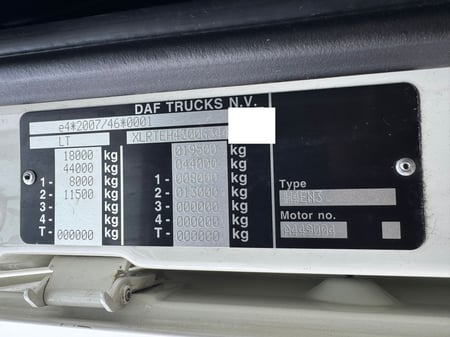 DAF TRUCKS N.V.
e4*2007/46*0001
LT XLRTEH4300G34
18000 kg 019500 kg
44000 kg 044000 kg
1- 8000 kg 1- 008000 kg
2- 11500 kg 2- 013000 kg
3- kg 3- 000000 kg
4- kg 4- 000000 kg
T- 000000 kg T- 000000 kg
Type
Motor no.